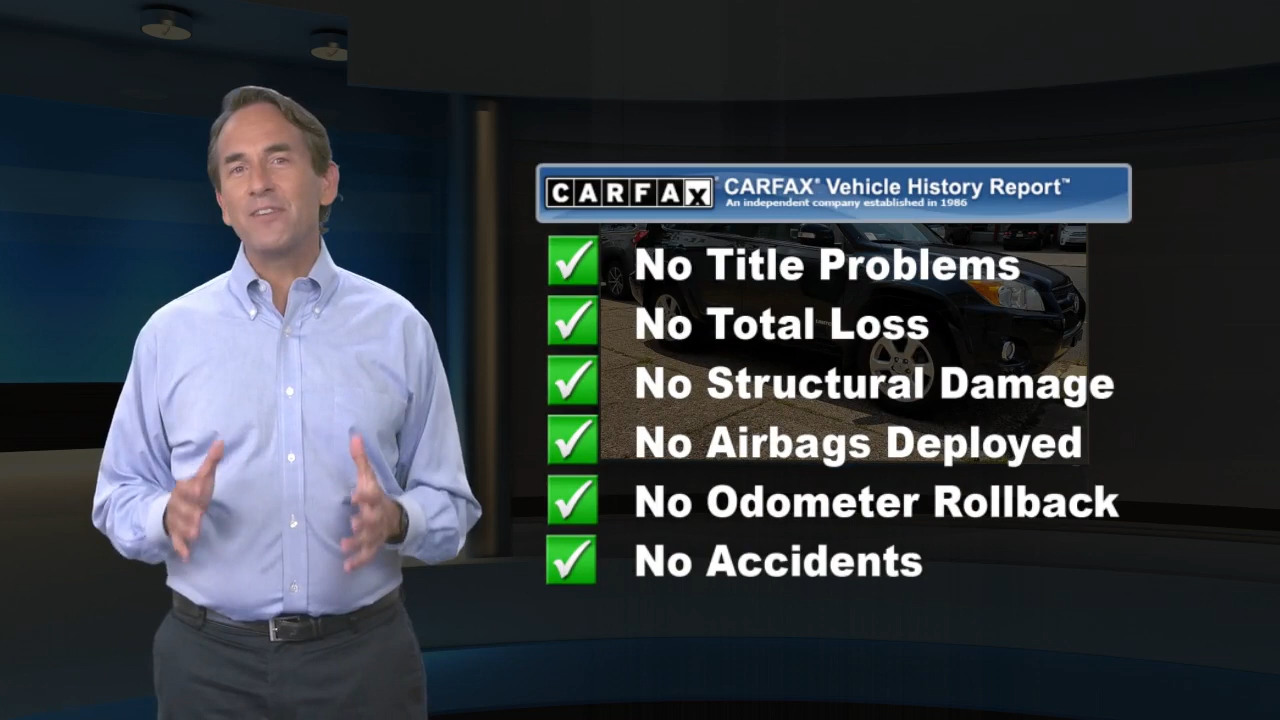 CARFAX
CARFAX® Vehicle History Report™
An independent company established in 1986
No Title Problems
No Total Loss
No Structural Damage
No Airbags Deployed
No Odometer Rollback
No Accidents